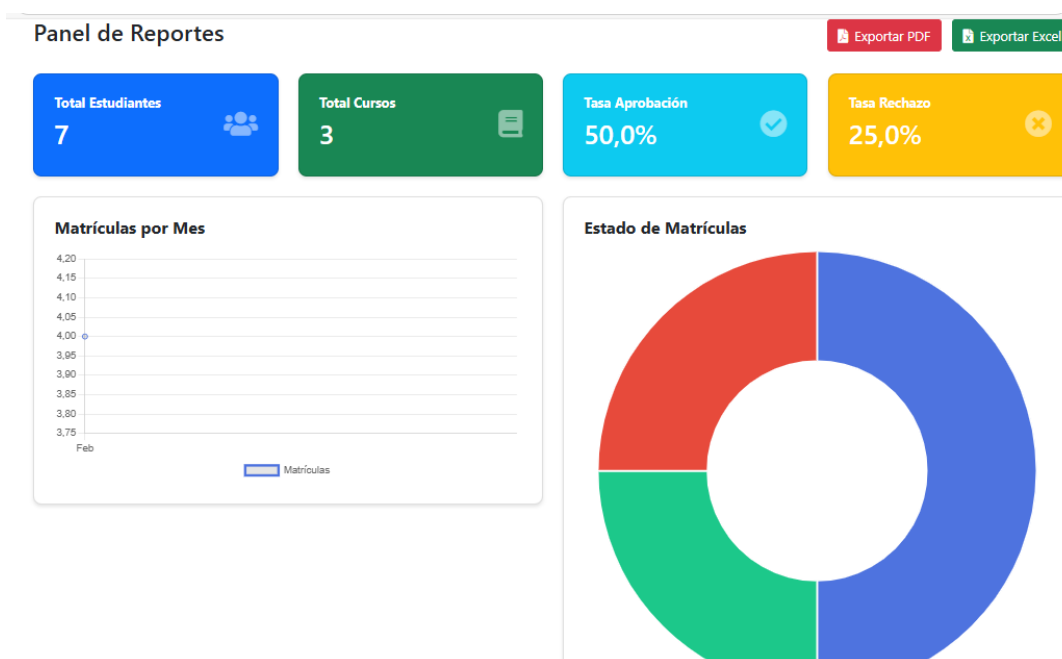 Panel de Reportes
Exportar PDF
Exportar Excel
Total Estudiantes
7
Total Cursos
3
Tasa Aprobación
50,0%
Tasa Rechazo
25,0%
Matrículas por Mes
4,20
4,15
4,10
4,05
4,00
3,95
3,90
3,85
3,80
3,75
Feb
Matrículas
Estado de Matrículas